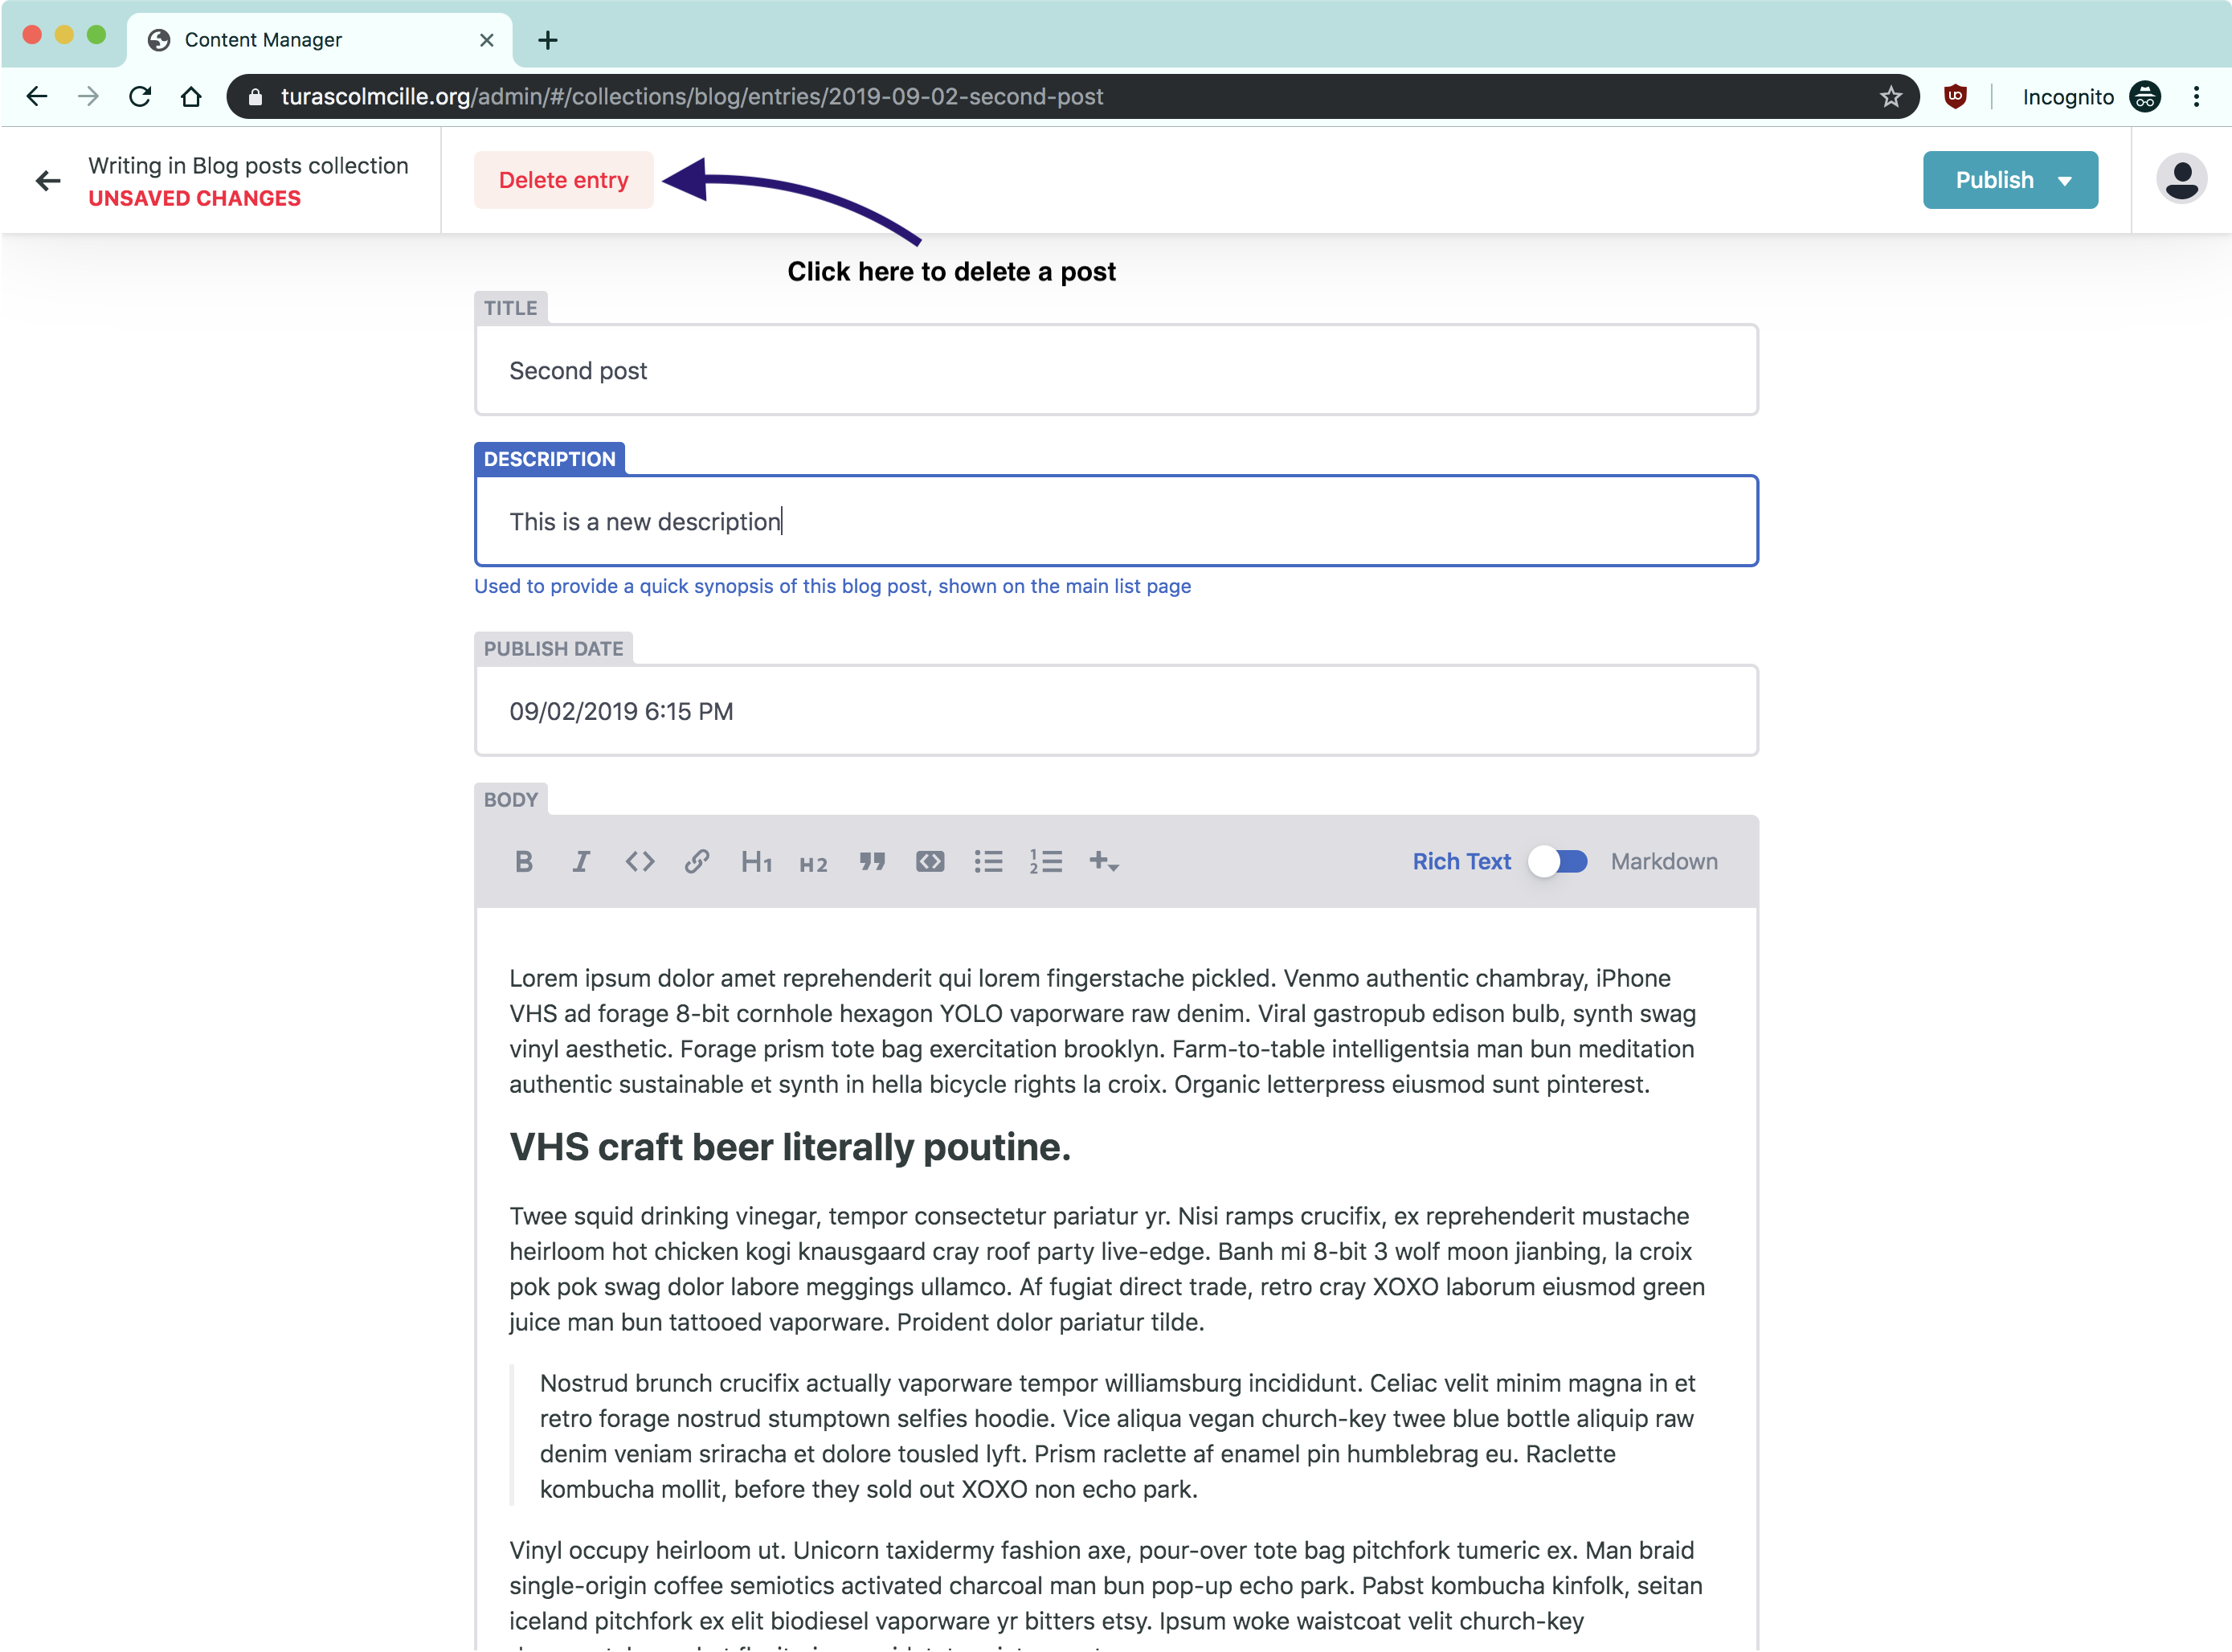 Content Manager
turascolmcille.org/admin/#/collections/blog/entries/2019-09-02-second-post
Incognito
Writing in Blog posts collection
UNSAVED CHANGES
Delete entry
Publish
Click here to delete a post
TITLE
Second post
DESCRIPTION
This is a new description
Used to provide a quick synopsis of this blog post, shown on the main list page
PUBLISH DATE
09/02/2019 6:15 PM
BODY
B I H1 H2 Rich Text Markdown
Lorem ipsum dolor amet reprehenderit qui lorem fingerstache pickled. Venmo authentic chambray, iPhone
VHS ad forage 8-bit cornhole hexagon YOLO vaporware raw denim. Viral gastropub edison bulb, synth swag
vinyl aesthetic. Forage prism tote bag exercitation brooklyn. Farm-to-table intelligentsia man bun meditation
authentic sustainable et synth in hella bicycle rights la croix. Organic letterpress eiusmod sunt pinterest.
VHS craft beer literally poutine.
Twee squid drinking vinegar, tempor consectetur pariatur yr. Nisi ramps crucifix, ex reprehenderit mustache
heirloom hot chicken kogi knausgaard cray roof party live-edge. Banh mi 8-bit 3 wolf moon jianbing, la croix
pok pok swag dolor labore meggings ullamco. Af fugiat direct trade, retro cray XOXO laborum eiusmod green
juice man bun tattooed vaporware. Proident dolor pariatur tilde.
Nostrud brunch crucifix actually vaporware tempor williamsburg incididunt. Celiac velit minim magna in et
retro forage nostrud stumptown selfies hoodie. Vice aliqua vegan church-key twee blue bottle aliquip raw
denim veniam sriracha et dolore tousled lyft. Prism raclette af enamel pin humblebrag eu. Raclette
kombucha mollit, before they sold out XOXO non echo park.
Vinyl occupy heirloom ut. Unicorn taxidermy fashion axe, pour-over tote bag pitchfork tumeric ex. Man braid
single-origin coffee semiotics activated charcoal man bun pop-up echo park. Pabst kombucha kinfolk, seitan
iceland pitchfork ex elit biodiesel vaporware yr bitters etsy. Ipsum woke waistcoat velit church-key